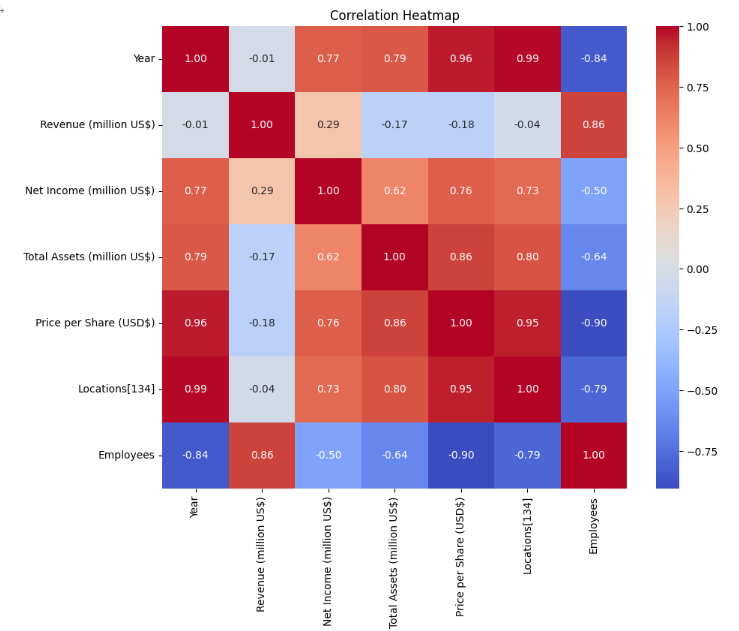 Correlation Heatmap
Year 1.00 -0.01 0.77 0.79 0.96 0.99 -0.84
Revenue (million US$) -0.01 1.00 0.29 -0.17 -0.18 -0.04 0.86
Net Income (million US$) 0.77 0.29 1.00 0.62 0.76 0.73 -0.50
Total Assets (million US$) 0.79 -0.17 0.62 1.00 0.86 0.80 -0.64
Price per Share (USD$) 0.96 -0.18 0.76 0.86 1.00 0.95 -0.90
Locations[134] 0.99 -0.04 0.73 0.80 0.95 1.00 -0.79
Employees -0.84 0.86 -0.50 -0.64 -0.90 -0.79 1.00
Year
Revenue (million US$)
Net Income (million US$)
Total Assets (million US$)
Price per Share (USD$)
Locations[134]
Employees
1.00
0.75
0.50
0.25
0.00
−0.25
−0.50
−0.75